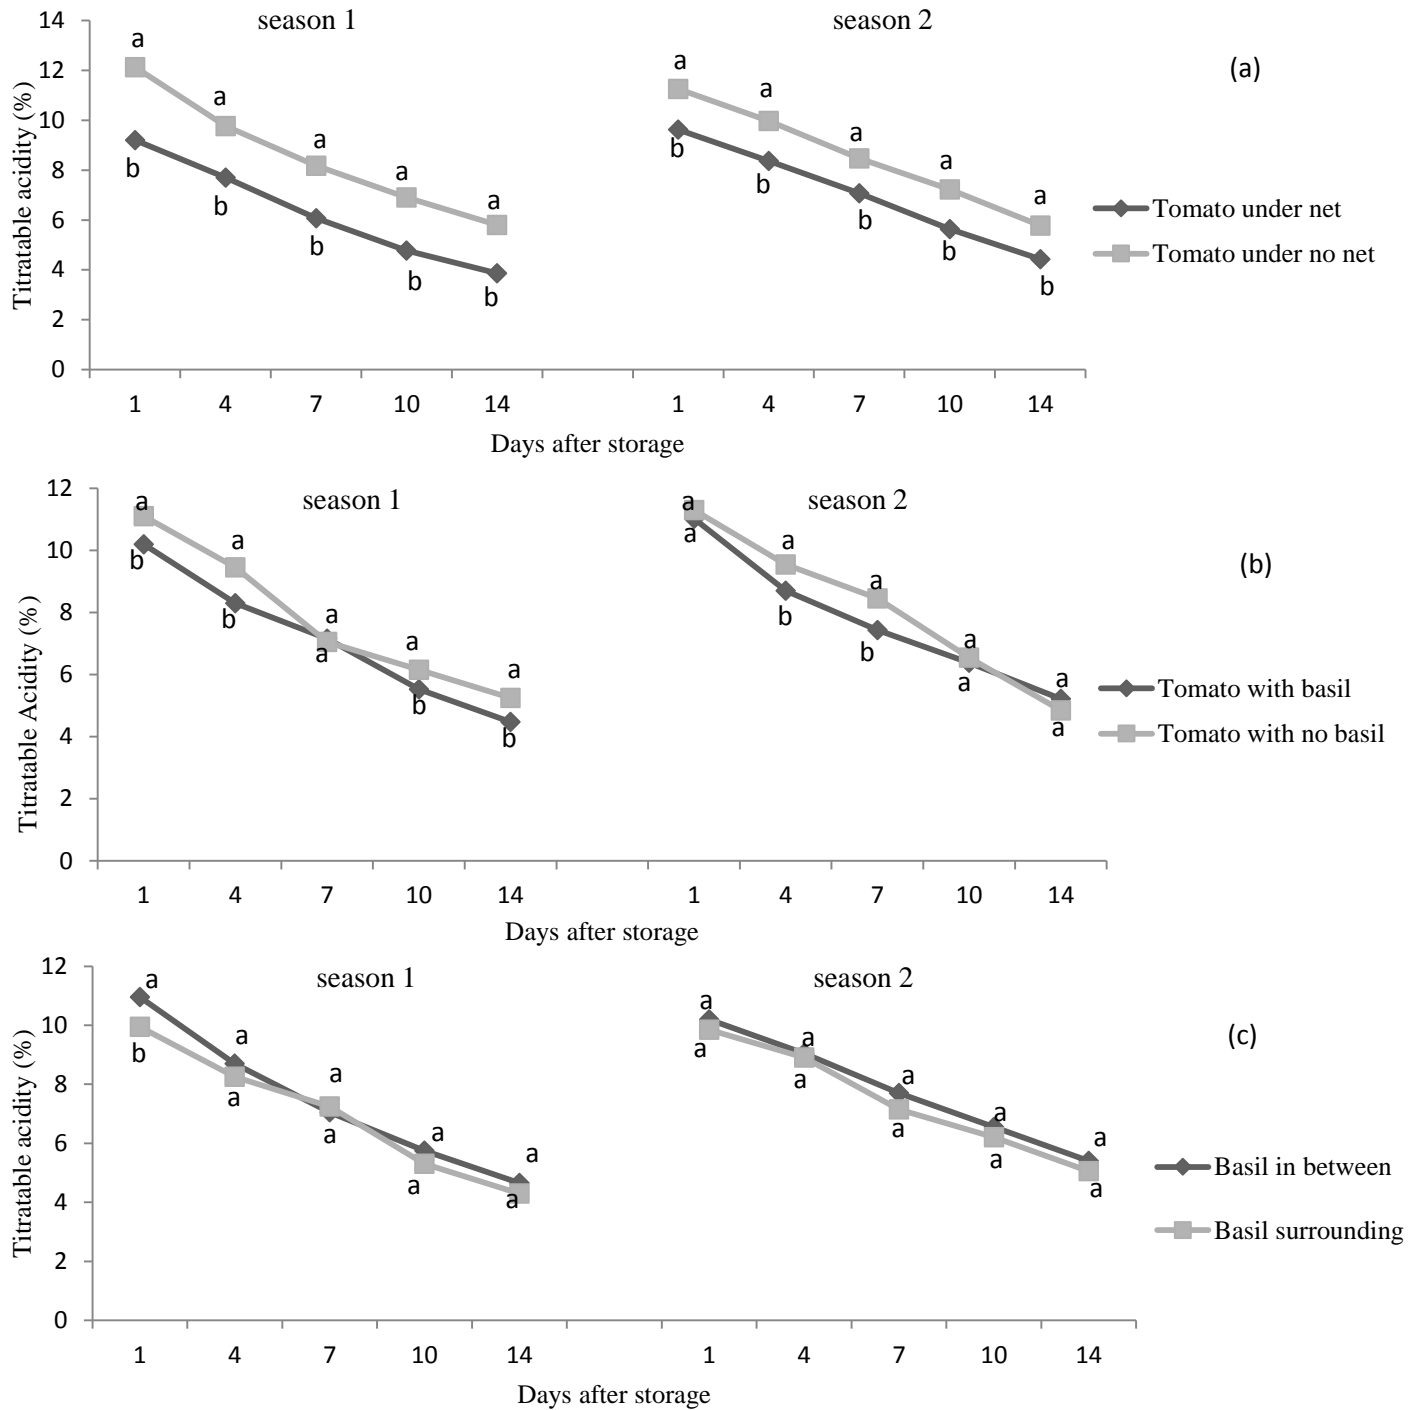 season 1
season 2
(a)
Titratable acidity (%)
14
12
10
8
6
4
2
0
a
a
a
a
a
b
b
b
b
b
a
a
a
a
a
b
b
b
b
b
Tomato under net
Tomato under no net
1 4 7 10 14 1 4 7 10 14
Days after storage
season 1
season 2
(b)
Titratable Acidity (%)
12
10
8
6
4
2
0
a
a
a
a
a
b
b
a
b
b
a
a
a
a
a
a
b
b
a
a
Tomato with basil
Tomato with no basil
1 4 7 10 14 1 4 7 10 14
Days after storage
season 1
season 2
(c)
Titratable acidity (%)
12
10
8
6
4
2
0
a
a
a
a
a
b
a
a
a
a
a
a
a
a
a
a
a
a
a
a
Basil in between
Basil surrounding
1 4 7 10 14 1 4 7 10 14
Days after storage